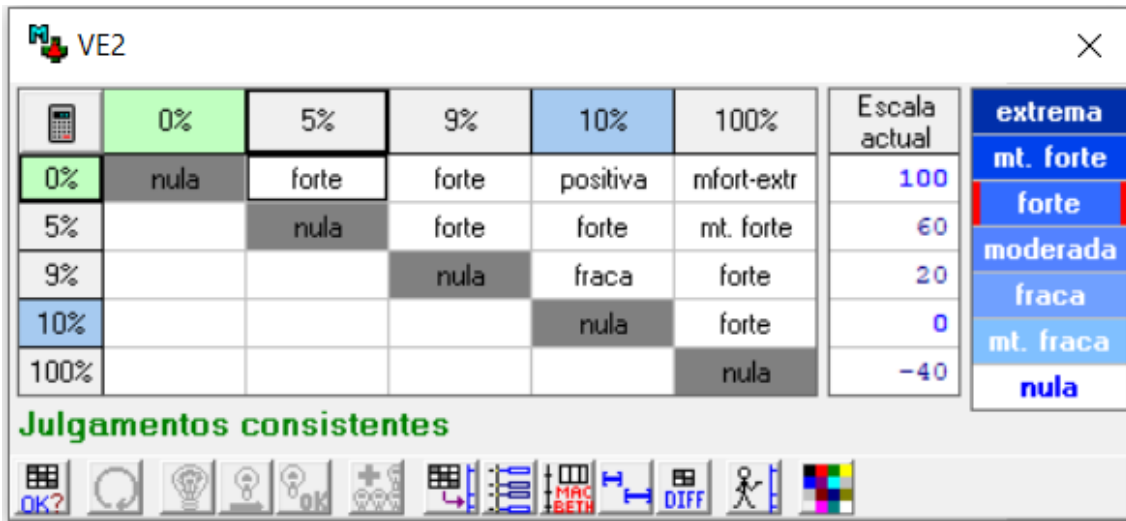 VE2
0% 5% 9% 10% 100% Escala actual extrema
mt. forte
0% nula forte forte positiva mfort-extr 100
forte
5% nula forte forte mt. forte 60
moderada
9% nula fraca forte 20
fraca
10% nula forte 0
mt. fraca
100% nula -40
nula
Julgamentos consistentes
OK? OK MAC BETH DIFF